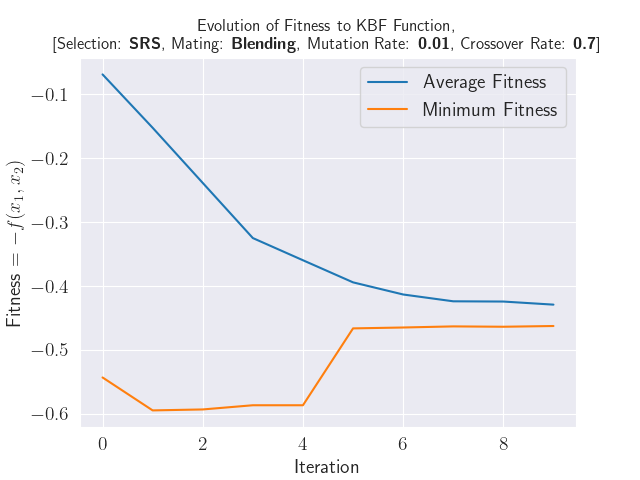 Evolution of Fitness to KBF Function,
[Selection: SRS, Mating: Blending, Mutation Rate: 0.01, Crossover Rate: 0.7]
Average Fitness
Minimum Fitness
Fitness = −f(x₁, x₂)
−0.1
−0.2
−0.3
−0.4
−0.5
−0.6
0
2
4
6
8
Iteration